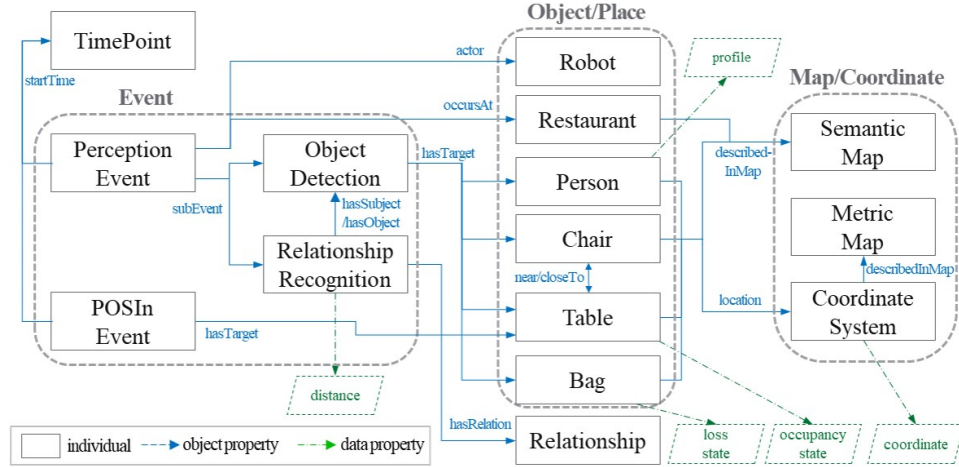 Object/Place
TimePoint
actor
Robot
profile
startTime
Map/Coordinate
Event
occursAt
Restaurant
Semantic
Map
Perception
Event
Object
Detection
hasTarget
described-
InMap
Person
subEvent
hasSubject
/hasObject
Metric
Map
Chair
Relationship
Recognition
near/closeTo
describedInMap
location
POSIn
Event
hasTarget
Table
Coordinate
System
distance
Bag
hasRelation
Relationship
loss
state
occupancy
state
coordinate
individual
object property
data property